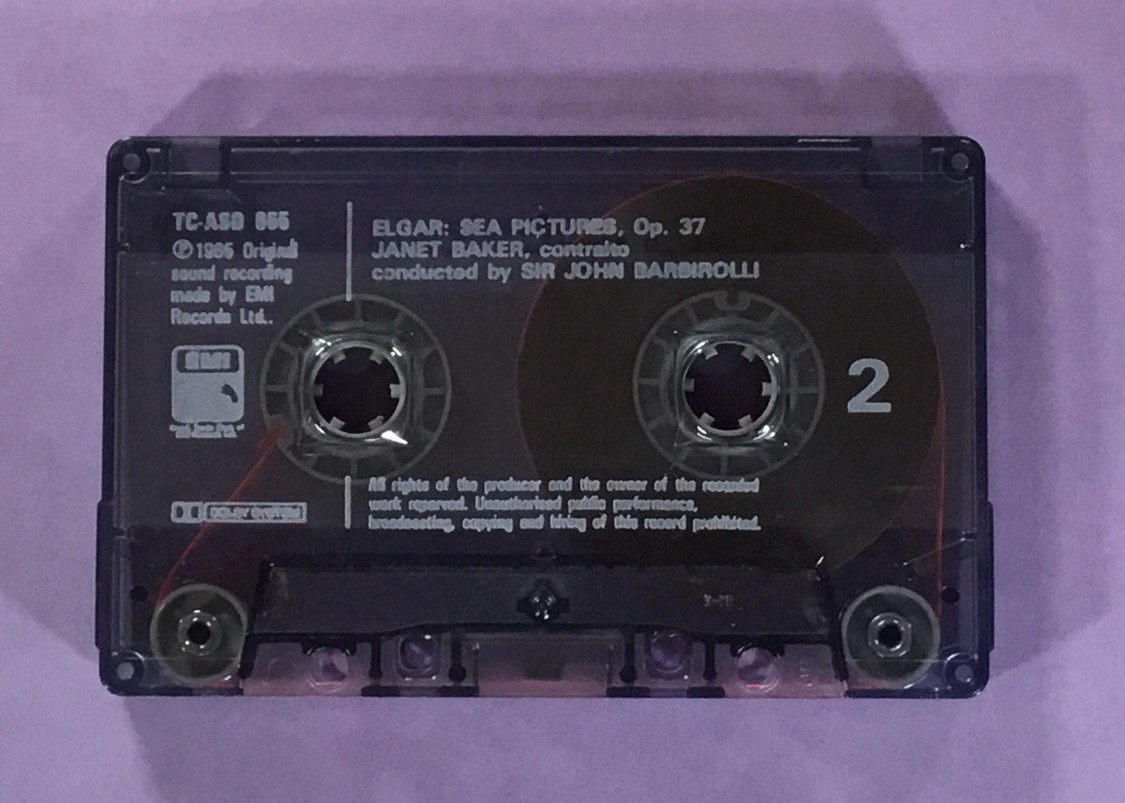 TC-ASD 655
℗1965 Original
sound recording
made by EMI
Records Ltd..
EMI
DOLBY SYSTEM
ELGAR: SEA PICTURES, Op. 37
JANET BAKER, contralto
conducted by SIR JOHN BARBIROLLI
2
All rights of the producer and the owner of the recorded
work reserved. Unauthorised public performance,
broadcasting, copying and hiring of this record prohibited.